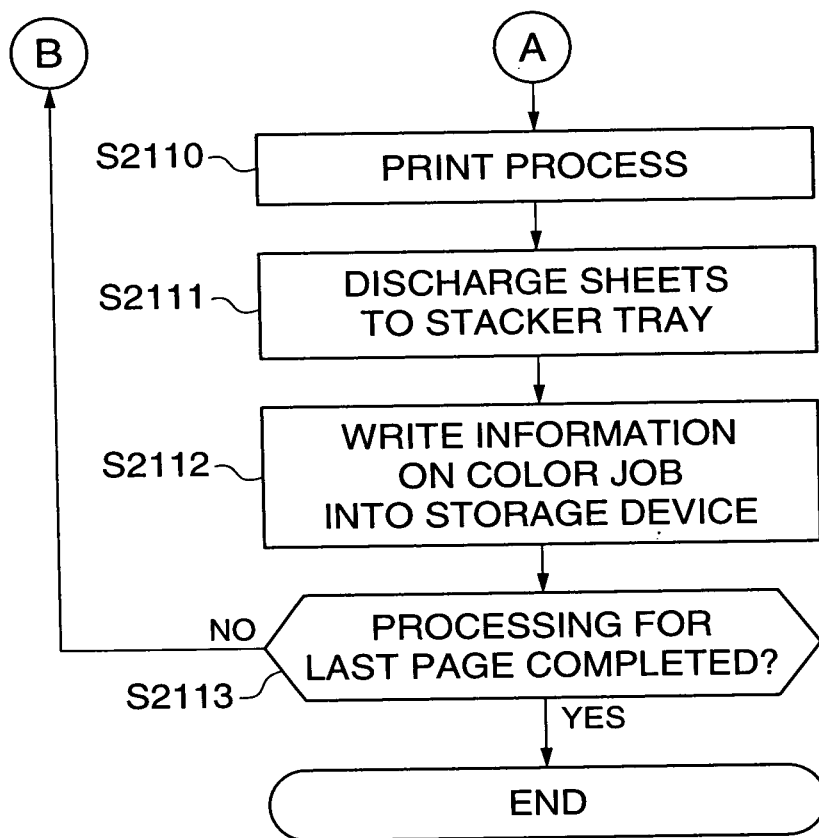 B
A
S2110
PRINT PROCESS
S2111
DISCHARGE SHEETS
TO STACKER TRAY
S2112
WRITE INFORMATION
ON COLOR JOB
INTO STORAGE DEVICE
NO
PROCESSING FOR
LAST PAGE COMPLETED?
S2113
YES
END